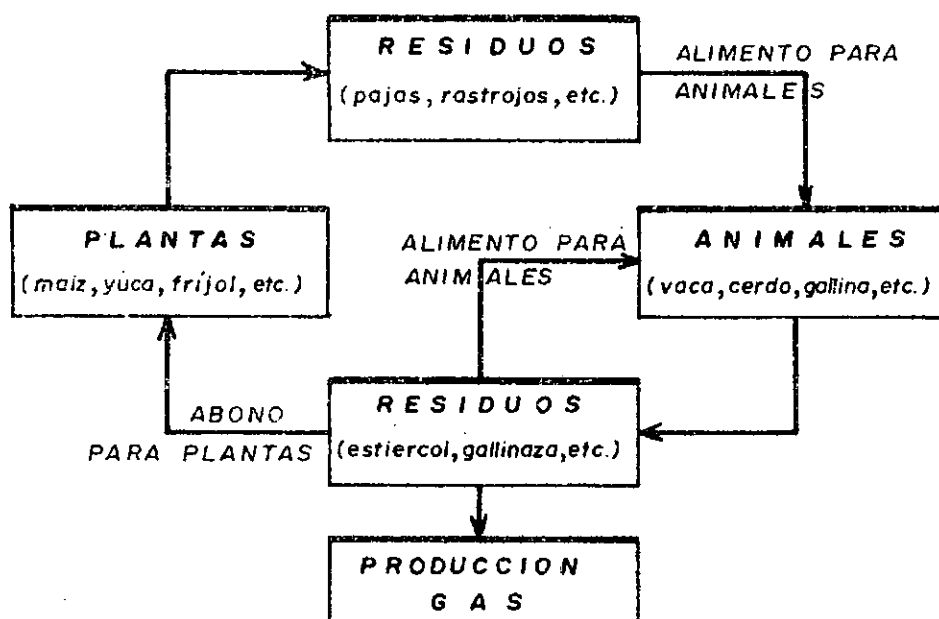 RESIDUOS
(pajas, rastrojos, etc.)
ALIMENTO PARA
ANIMALES
PLANTAS
(maiz, yuca, fríjol, etc.)
ALIMENTO PARA
ANIMALES
ANIMALES
(vaca, cerdo, gallina, etc.)
RESIDUOS
(estiercol, gallinaza, etc.)
ABONO
PARA PLANTAS
PRODUCCION
GAS